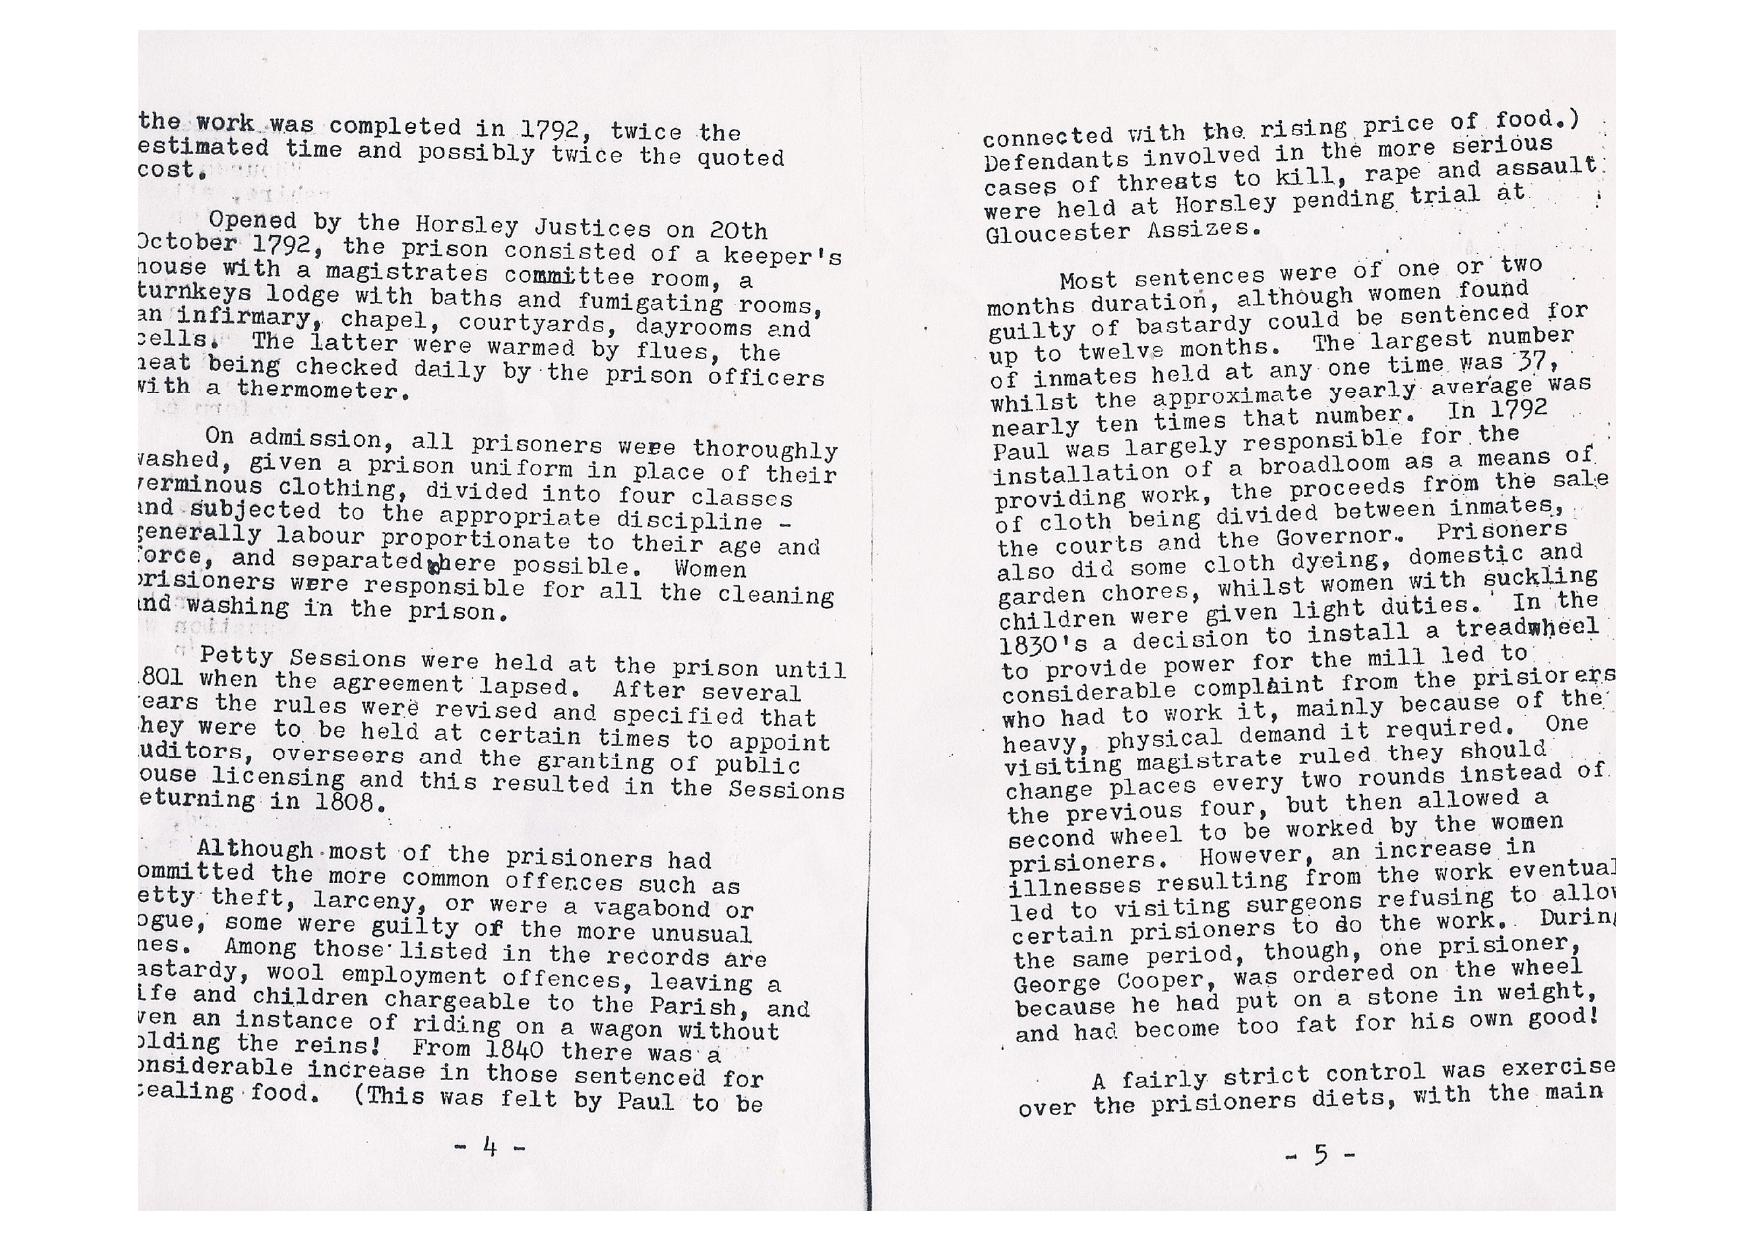 the work was completed in 1792, twice the
estimated time and possibly twice the quoted
cost.
Opened by the Horsley Justices on 20th
October 1792, the prison consisted of a keeper's
house with a magistrates committee room, a
turnkeys lodge with baths and fumigating rooms,
an infirmary, chapel, courtyards, dayrooms and
cells. The latter were warmed by flues, the
heat being checked daily by the prison officers
with a thermometer.
On admission, all prisoners were thoroughly
washed, given a prison uniform in place of their
verminous clothing, divided into four classes
and subjected to the appropriate discipline -
generally labour proportionate to their age and
force, and separated where possible. Women
prisioners were responsible for all the cleaning
and washing in the prison.
Petty Sessions were held at the prison until
1801 when the agreement lapsed. After several
ears the rules were revised and specified that
hey were to be held at certain times to appoint
uditors, overseers and the granting of public
ouse licensing and this resulted in the Sessions
eturning in 1808.
Although most of the prisioners had
ommitted the more common offences such as
etty theft, larceny, or were a vagabond or
ogue, some were guilty of the more unusual
nes. Among those listed in the records are
astardy, wool employment offences, leaving a
ife and children chargeable to the Parish, and
ven an instance of riding on a wagon without
olding the reins! From 1840 there was a
onsiderable increase in those sentenced for
tealing food. (This was felt by Paul to be
- 4 -
connected with the rising price of food.)
Defendants involved in the more serious
cases of threats to kill, rape and assault
were held at Horsley pending trial at
Gloucester Assizes.
Most sentences were of one or two
months duration, although women found
guilty of bastardy could be sentenced for
up to twelve months. The largest number
of inmates held at any one time was 37,
whilst the approximate yearly average was
nearly ten times that number. In 1792
Paul was largely responsible for the
installation of a broadloom as a means of
providing work, the proceeds from the sale
of cloth being divided between inmates,
the courts and the Governor. Prisoners
also did some cloth dyeing, domestic and
garden chores, whilst women with suckling
children were given light duties. In the
1830's a decision to install a treadwheel
to provide power for the mill led to
considerable complaint from the prisioners
who had to work it, mainly because of the
heavy, physical demand it required. One
visiting magistrate ruled they should
change places every two rounds instead of
the previous four, but then allowed a
second wheel to be worked by the women
prisioners. However, an increase in
illnesses resulting from the work eventual
led to visiting surgeons refusing to allow
certain prisioners to do the work. During
the same period, though, one prisioner,
George Cooper, was ordered on the wheel
because he had put on a stone in weight,
and had become too fat for his own good!
A fairly strict control was exercise
over the prisioners diets, with the main
- 5 -